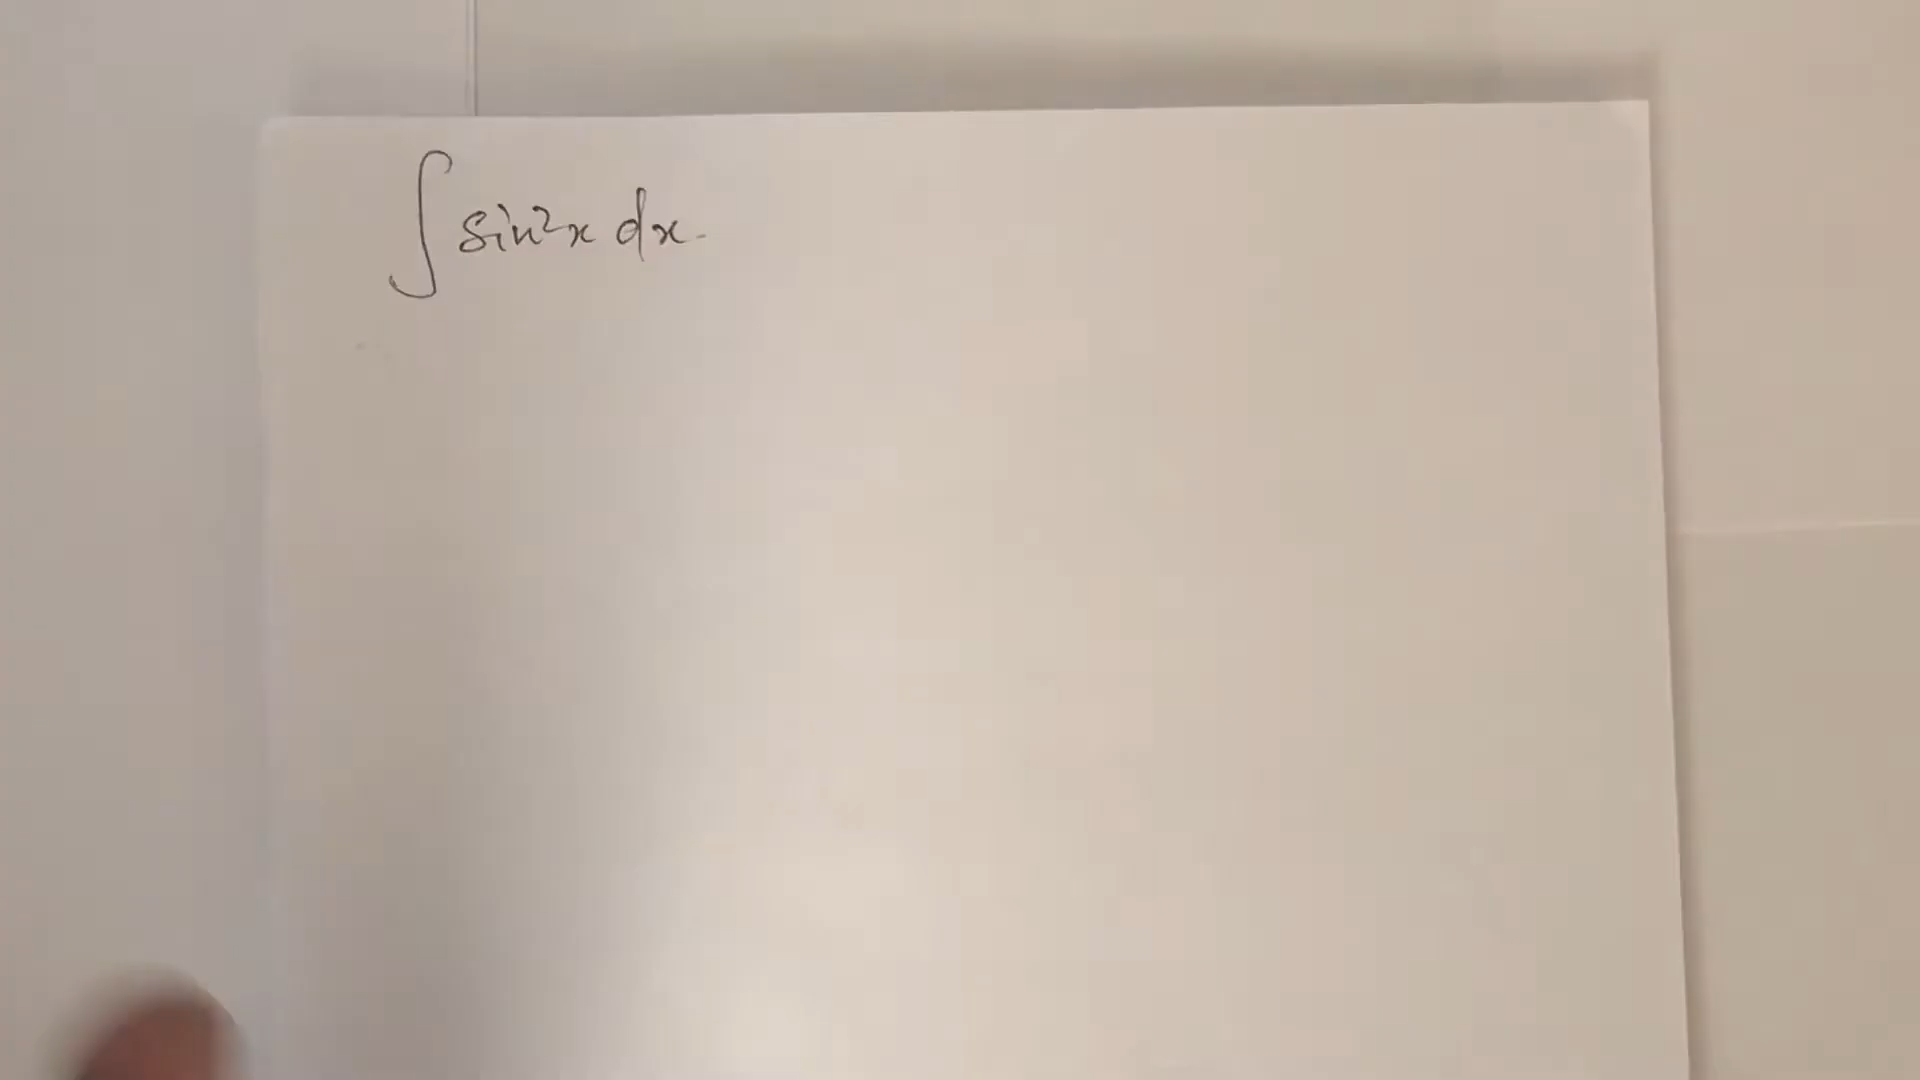 ∫ sin²x dx.